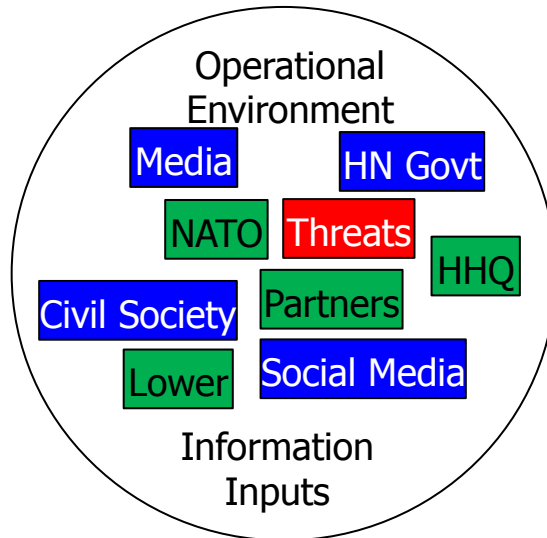 Operational
Environment
Media
HN Govt
NATO
Threats
HHQ
Civil Society
Partners
Lower
Social Media
Information
Inputs